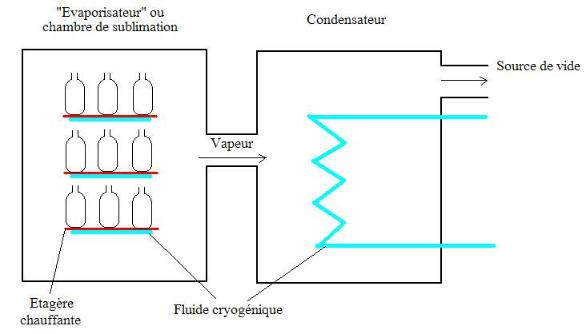 "Evaporisateur" ou
chambre de sublimation
Condensateur
Source de vide
Vapeur
Etagère
chauffante
Fluide cryogénique